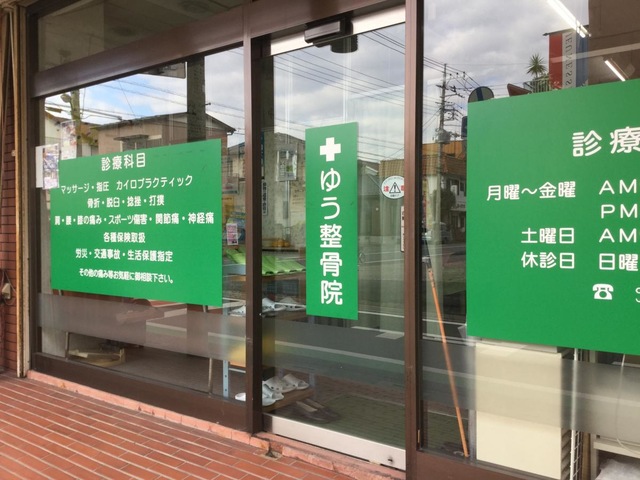 診療科目
マッサージ・指圧 カイロプラクティック
骨折・脱臼・捻挫・打撲
肩・腰・膝の痛み・スポーツ傷害・関節痛・神経痛
各種保険取扱
労災・交通事故・生活保護指定
その他の痛み等お気軽に御相談下さい。
ゆう整骨院
診療
月曜～金曜 AM
PM
土曜日 AM
休診日 日曜